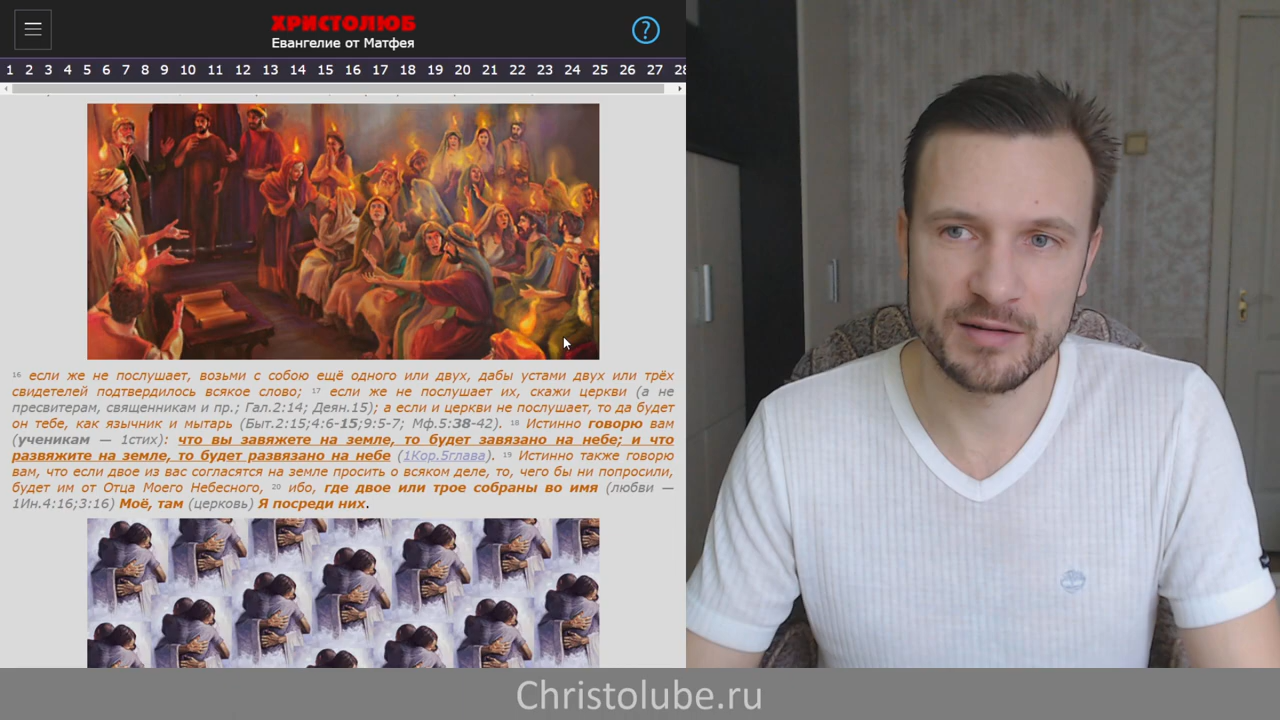 ХРИСТОЛЮБ
Евангелие от Матфея
1 2 3 4 5 6 7 8 9 10 11 12 13 14 15 16 17 18 19 20 21 22 23 24 25 26 27 28
16 если же не послушает, возьми с собою ещё одного или двух, дабы устами двух или трёх
свидетелей подтвердилось всякое слово; 17 если же не послушает их, скажи церкви (а не
пресвитерам, священникам и пр.; Гал.2:14; Деян.15); а если и церкви не послушает, то да будет
он тебе, как язычник и мытарь (Быт.2:15;4:6-15;9:5-7; Мф.5:38-42). 18 Истинно говорю вам
(ученикам — 1стих): что вы завяжете на земле, то будет завязано на небе; и что
развяжите на земле, то будет развязано на небе (1Кор.5глава). 19 Истинно также говорю
вам, что если двое из вас согласятся на земле просить о всяком деле, то, чего бы ни попросили,
будет им от Отца Моего Небесного, 20 ибо, где двое или трое собраны во имя (любви —
1Ин.4:16;3:16) Моё, там (церковь) Я посреди них.
Christolube.ru